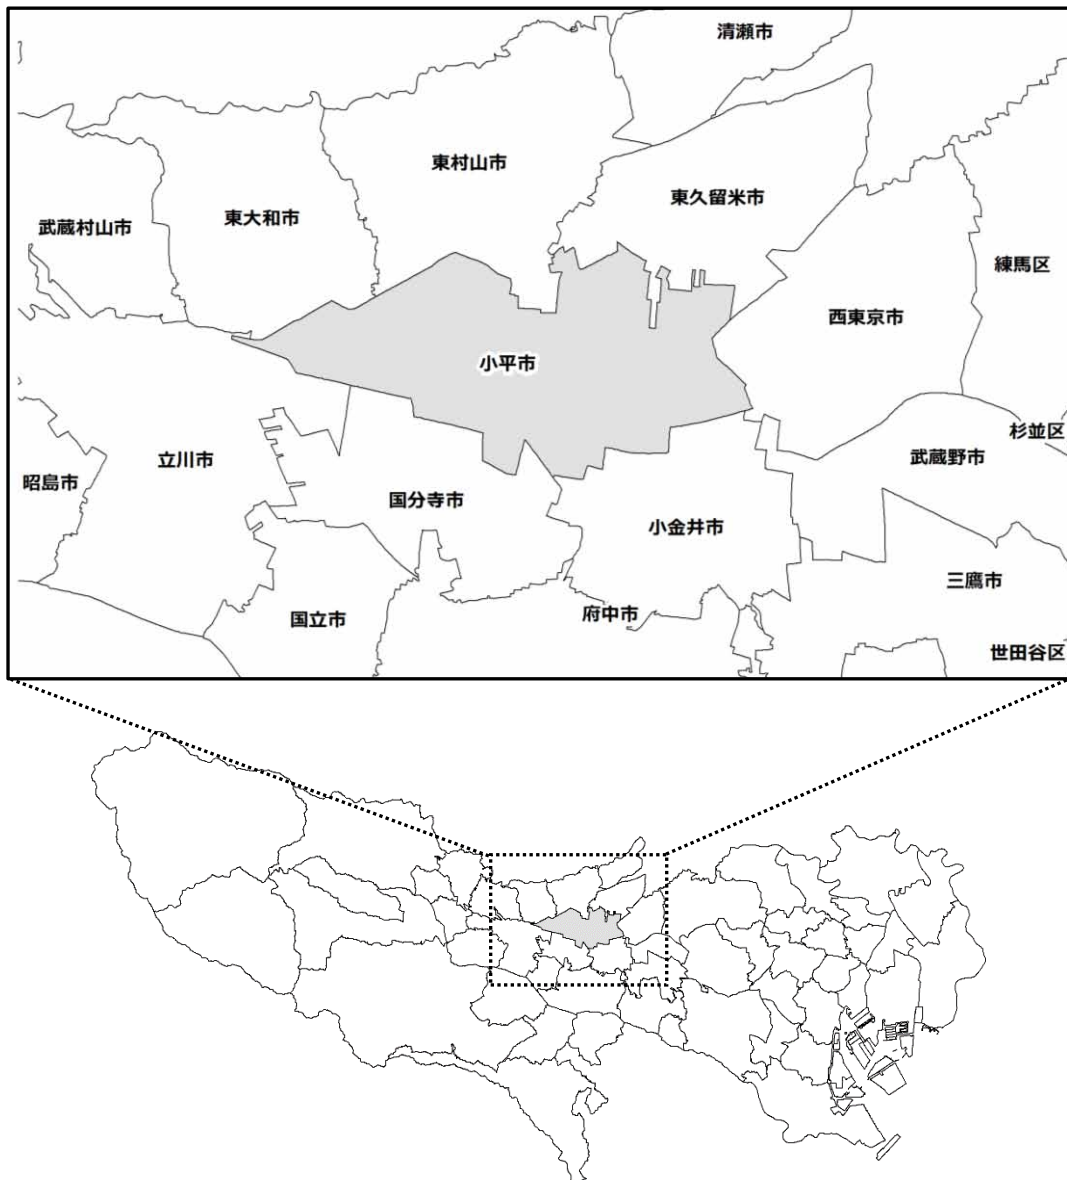 清瀬市
東村山市
東久留米市
東大和市
武蔵村山市
練馬区
西東京市
小平市
杉並区
武蔵野市
立川市
昭島市
国分寺市
小金井市
三鷹市
国立市
府中市
世田谷区